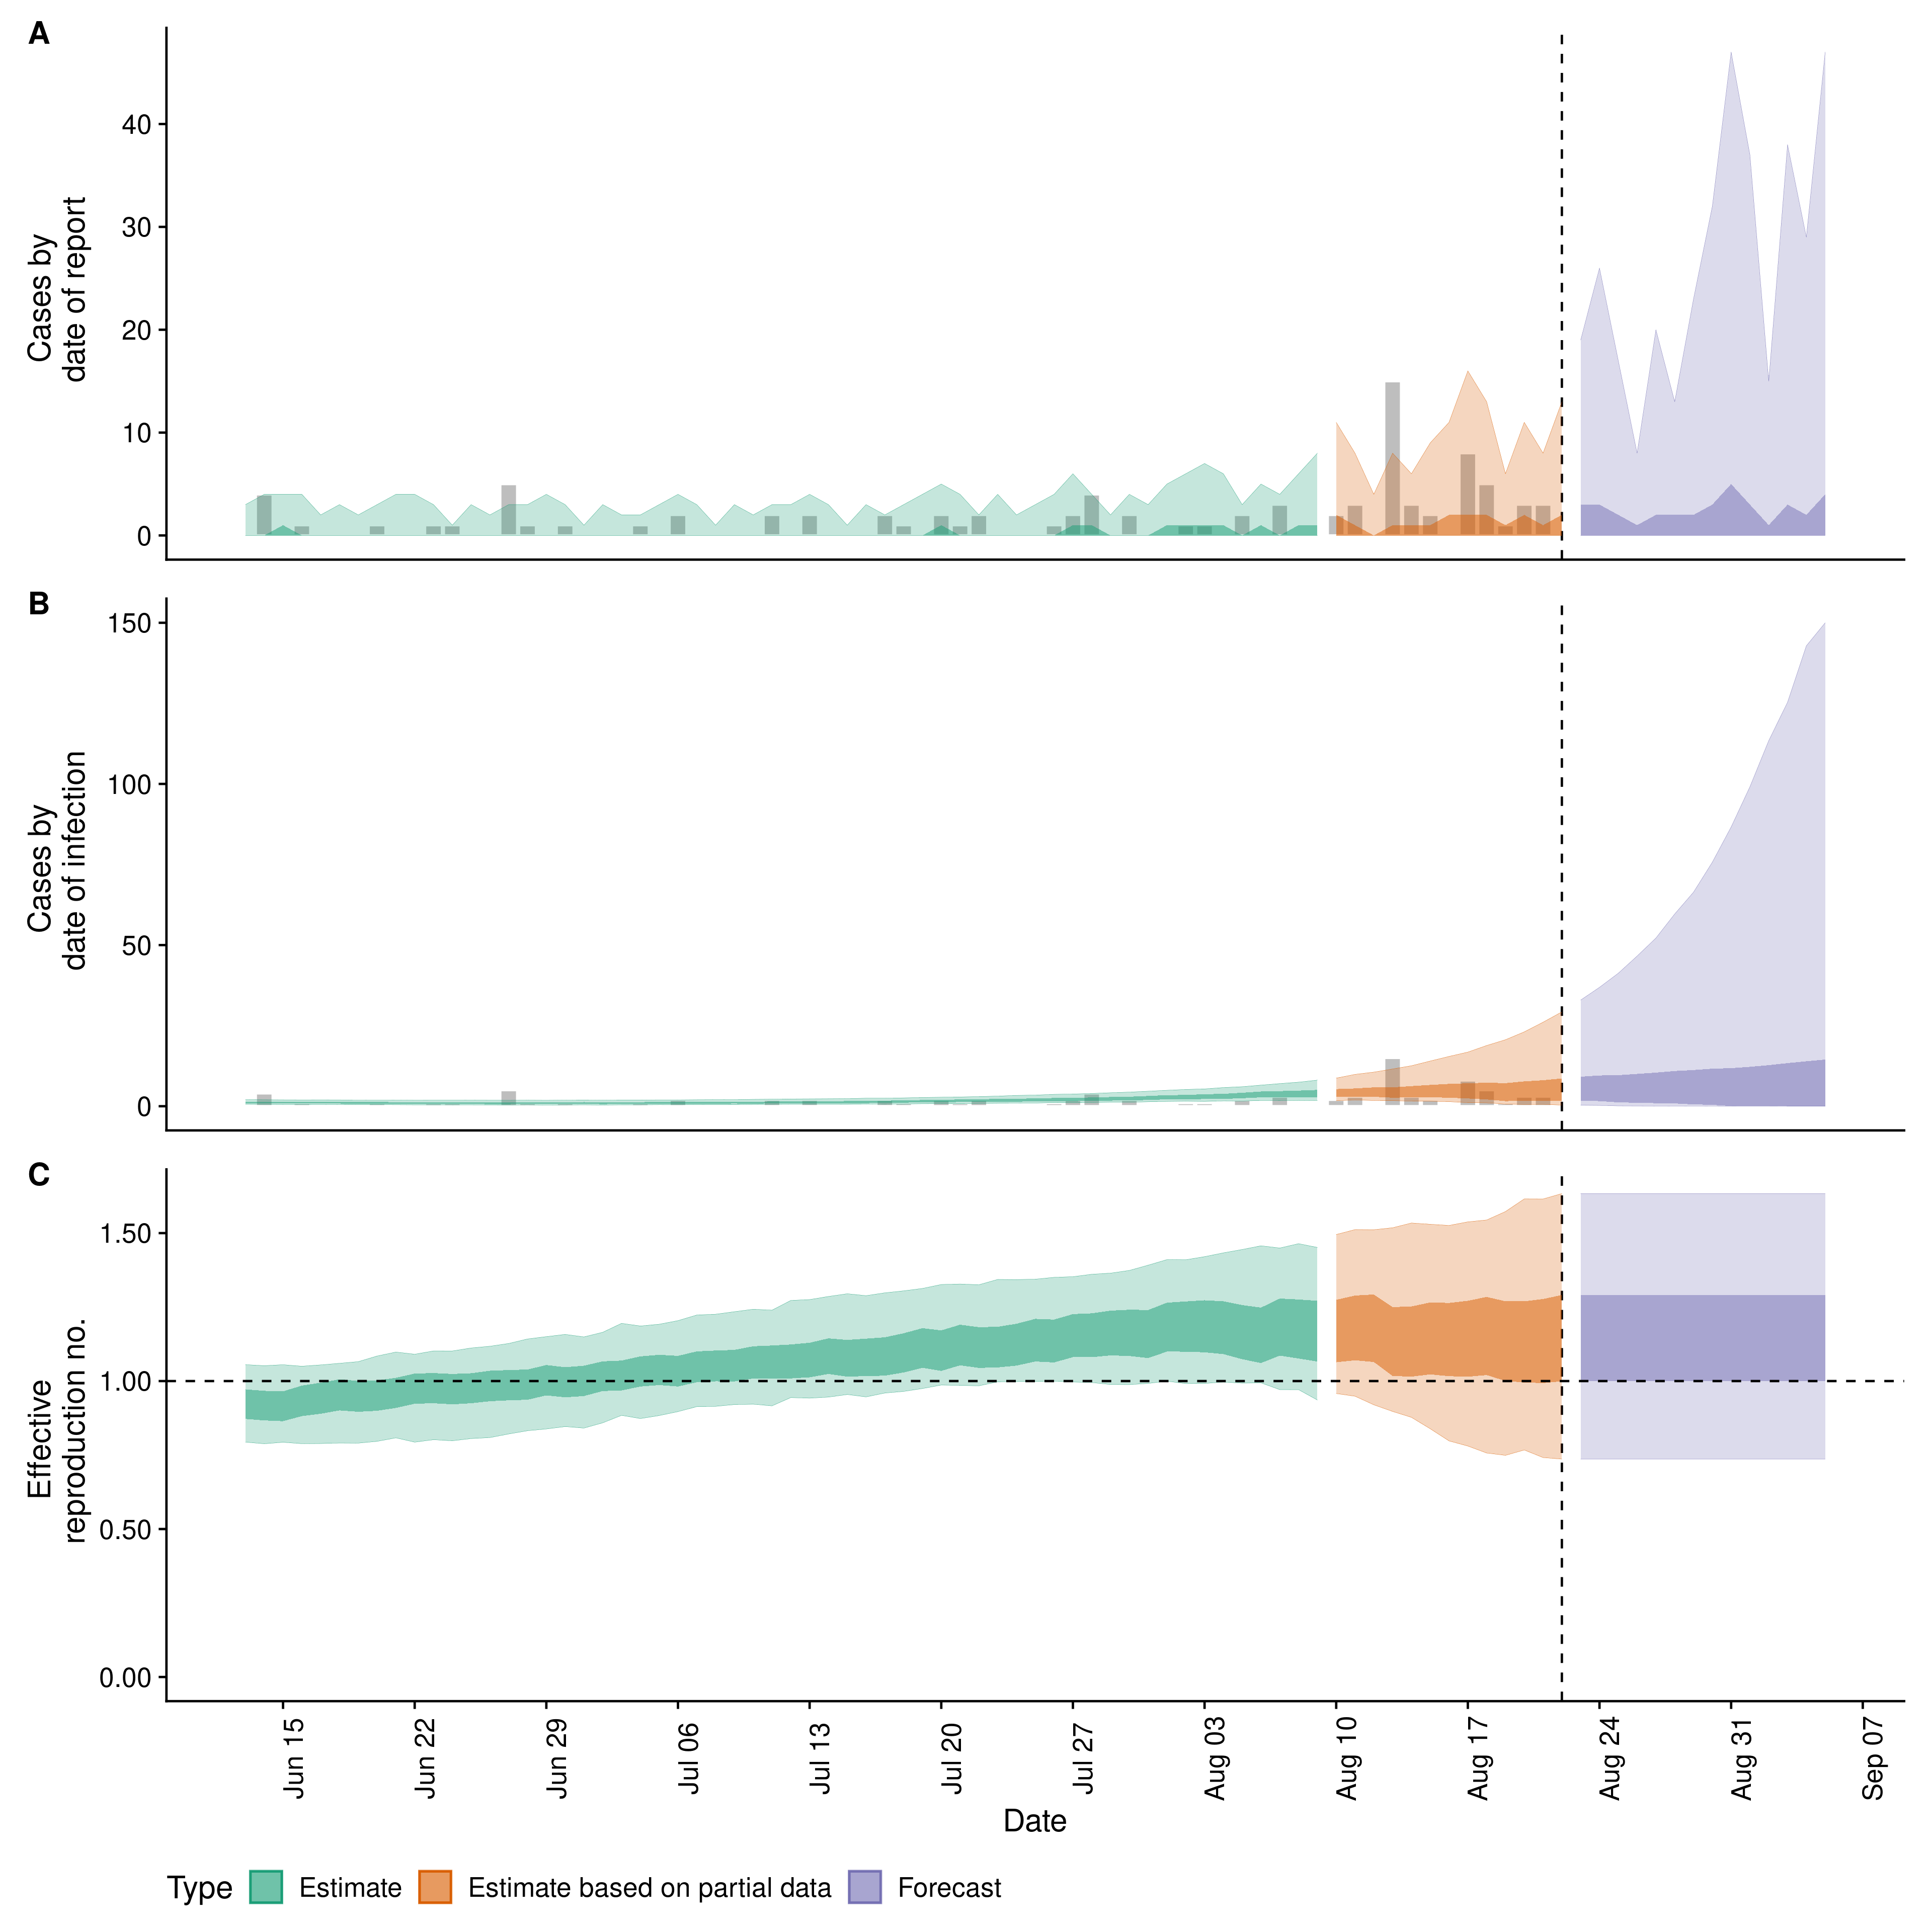 A
Cases by
date of report
40
30
20
10
0
B
Cases by
date of infection
150
100
50
0
C
Effective
reproduction no.
1.50
1.00
0.50
0.00
Jun 15
Jun 22
Jun 29
Jul 06
Jul 13
Jul 20
Jul 27
Aug 03
Aug 10
Aug 17
Aug 24
Aug 31
Sep 07
Date
Type Estimate Estimate based on partial data Forecast